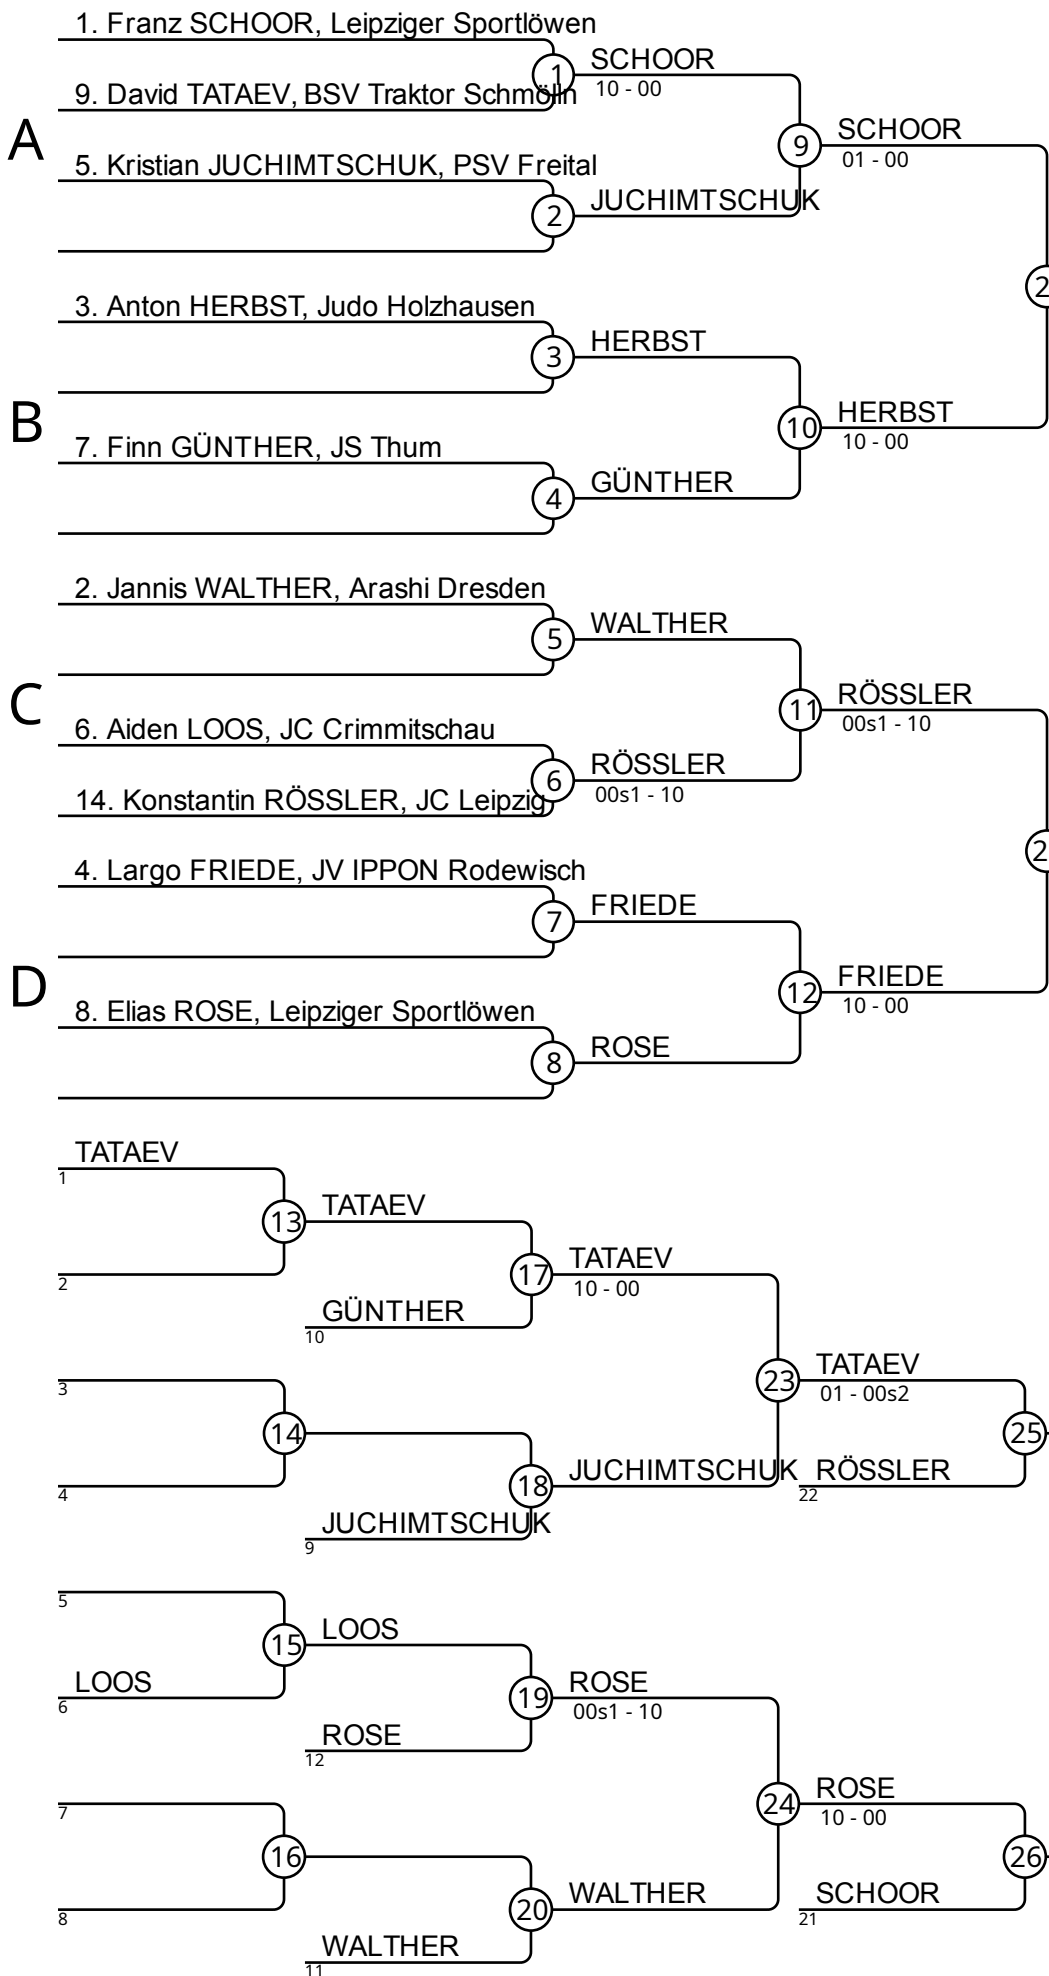 1. Franz SCHOOR, Leipziger Sportlöwen
SCHOOR
1
10 - 00
9. David TATAEV, BSV Traktor Schmölln
A
SCHOOR
9
01 - 00
5. Kristian JUCHIMTSCHUK, PSV Freital
JUCHIMTSCHUK
2
2
3. Anton HERBST, Judo Holzhausen
HERBST
3
B
HERBST
10
10 - 00
7. Finn GÜNTHER, JS Thum
GÜNTHER
4
2. Jannis WALTHER, Arashi Dresden
WALTHER
5
C
RÖSSLER
11
00s1 - 10
6. Aiden LOOS, JC Crimmitschau
RÖSSLER
6
00s1 - 10
14. Konstantin RÖSSLER, JC Leipzig
2
4. Largo FRIEDE, JV IPPON Rodewisch
FRIEDE
7
D
FRIEDE
12
10 - 00
8. Elias ROSE, Leipziger Sportlöwen
ROSE
8
TATAEV
1
TATAEV
13
TATAEV
17
10 - 00
2
GÜNTHER
10
TATAEV
23
01 - 00s2
3
14
25
JUCHIMTSCHUK
RÖSSLER
18
22
4
JUCHIMTSCHUK
9
5
LOOS
15
LOOS
6
ROSE
19
00s1 - 10
ROSE
12
7
ROSE
24
10 - 00
16
26
8
WALTHER
20
SCHOOR
21
WALTHER
11